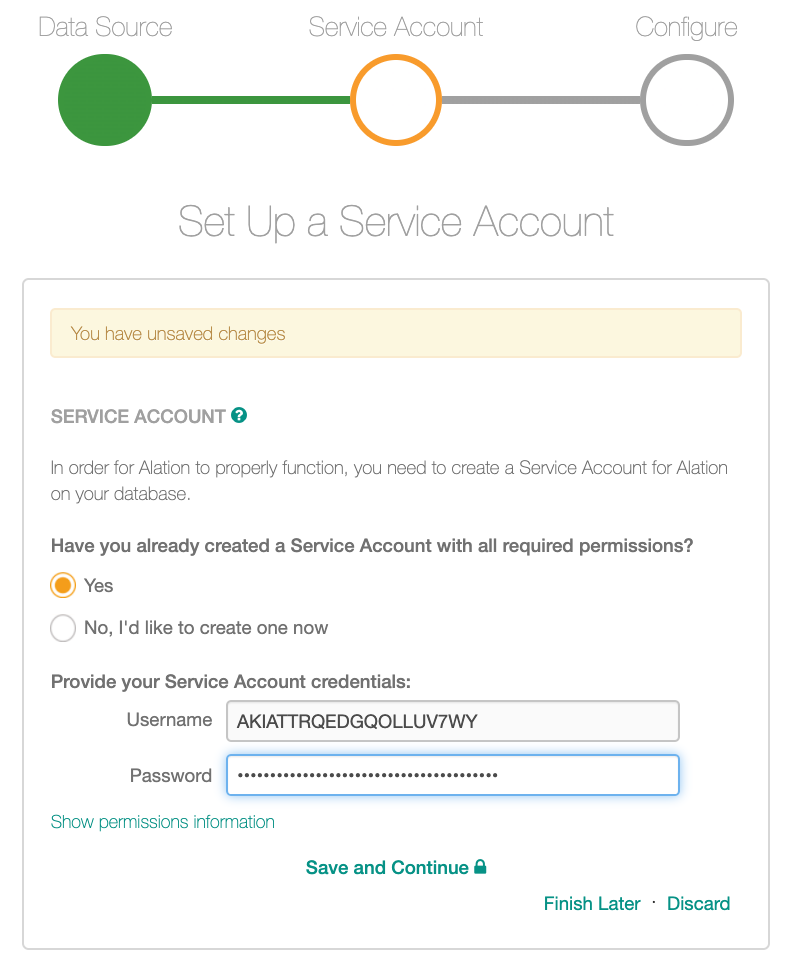 Data Source
Service Account
Configure
Set Up a Service Account
You have unsaved changes
SERVICE ACCOUNT ?
In order for Alation to properly function, you need to create a Service Account for Alation
on your database.
Have you already created a Service Account with all required permissions?
Yes
No, I'd like to create one now
Provide your Service Account credentials:
Username AKIATTRQEDGQOLLUV7WY
Password ••••••••••••••••••••••••••••••••••••••••
Show permissions information
Save and Continue
Finish Later · Discard